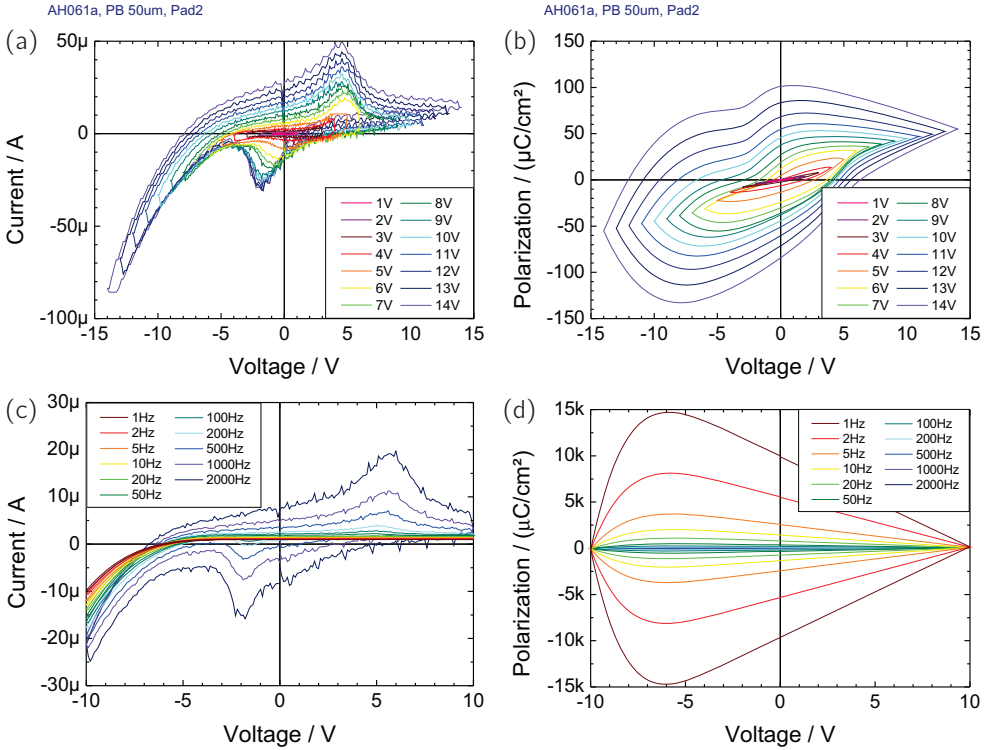 AH061a, PB 50um, Pad2
AH061a, PB 50um, Pad2
(a)
50µ
0
-50µ
-100µ
Current / A
-15 -10 -5 0 5 10 15
Voltage / V
1V 8V
2V 9V
3V 10V
4V 11V
5V 12V
6V 13V
7V 14V
(b)
150
100
50
0
-50
-100
-150
Polarization / (µC/cm²)
-15 -10 -5 0 5 10 15
Voltage / V
1V 8V
2V 9V
3V 10V
4V 11V
5V 12V
6V 13V
7V 14V
(c)
30µ
20µ
10µ
0
-10µ
-20µ
-30µ
Current / A
-10 -5 0 5 10
Voltage / V
1Hz 100Hz
2Hz 200Hz
5Hz 500Hz
10Hz 1000Hz
20Hz 2000Hz
50Hz
(d)
15k
10k
5k
0
-5k
-10k
-15k
Polarization / (µC/cm²)
-10 -5 0 5 10
Voltage / V
1Hz 100Hz
2Hz 200Hz
5Hz 500Hz
10Hz 1000Hz
20Hz 2000Hz
50Hz